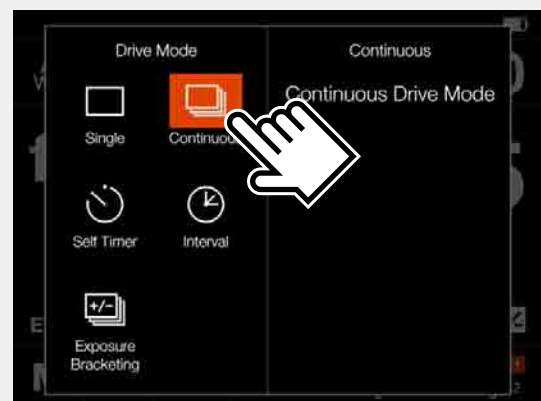 Drive Mode
Continuous
Continuous Drive Mode
Single
Self Timer
Interval
+/-
Exposure
Bracketing